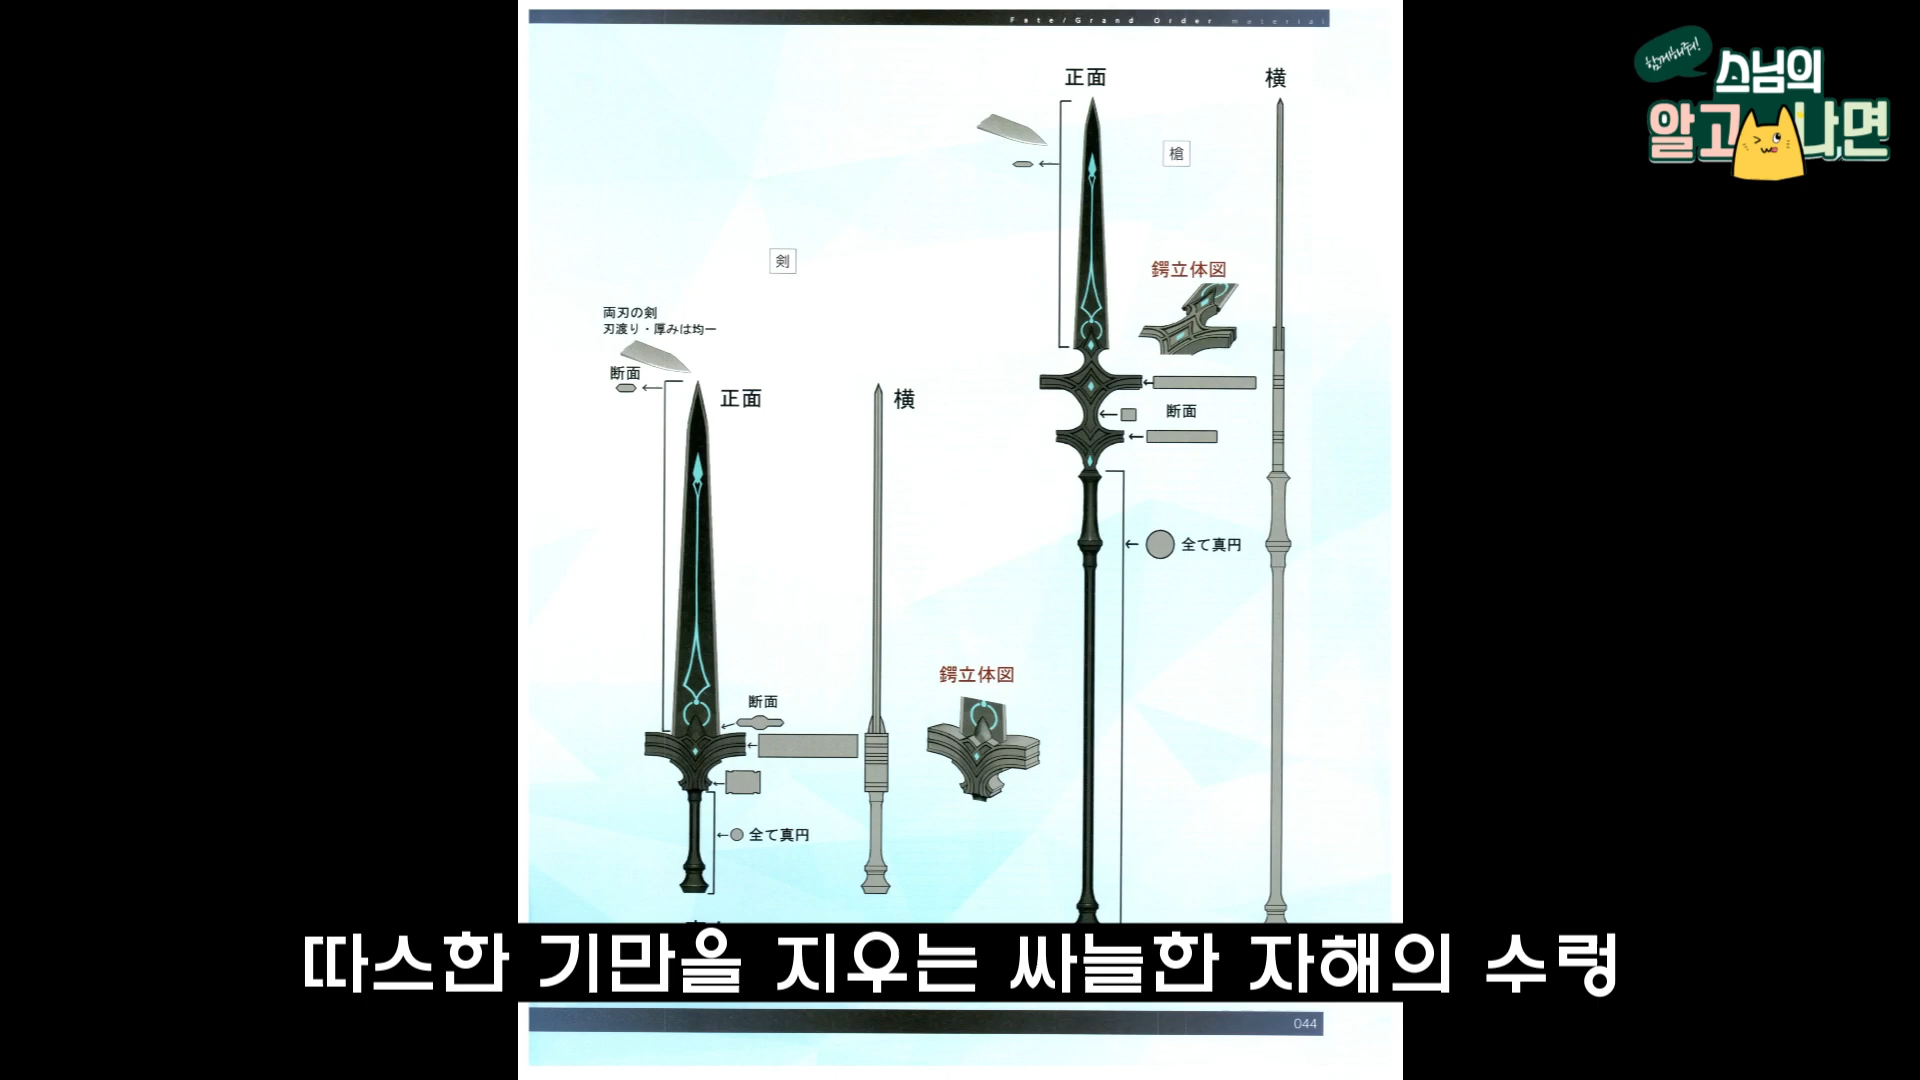 Fate/Grand Order material
함께해줘!
스님의
알고나면
正面
横
槍
剣
鍔立体図
両刃の剣
刃渡り・厚みは均一
断面
正面
横
断面
全て真円
鍔立体図
断面
全て真円
따스한 기만을 지우는 싸늘한 자해의 수렁
044